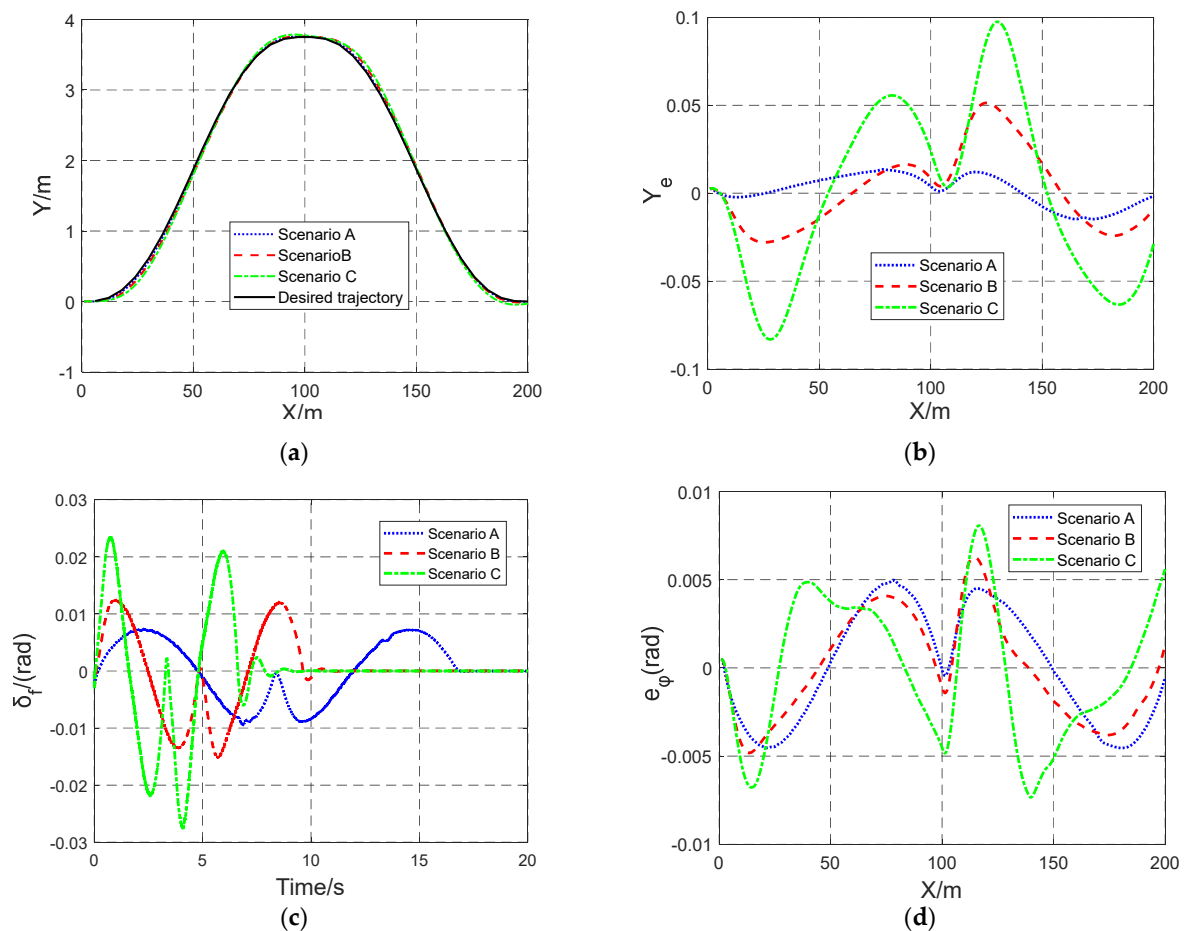 4
3
2
1
0
-1
Y/m
0
50
100
150
200
X/m
Scenario A
ScenarioB
Scenario C
Desired trajectory
(a)
0.1
0.05
0
-0.05
-0.1
Y_e
0
50
100
150
200
X/m
Scenario A
Scenario B
Scenario C
(b)
0.03
0.02
0.01
0
-0.01
-0.02
-0.03
δ_f/(rad)
0
5
10
15
20
Time/s
Scenario A
Scenario B
Scenario C
(c)
0.01
0.005
0
-0.005
-0.01
e_φ(rad)
0
50
100
150
200
X/m
Scenario A
Scenario B
Scenario C
(d)